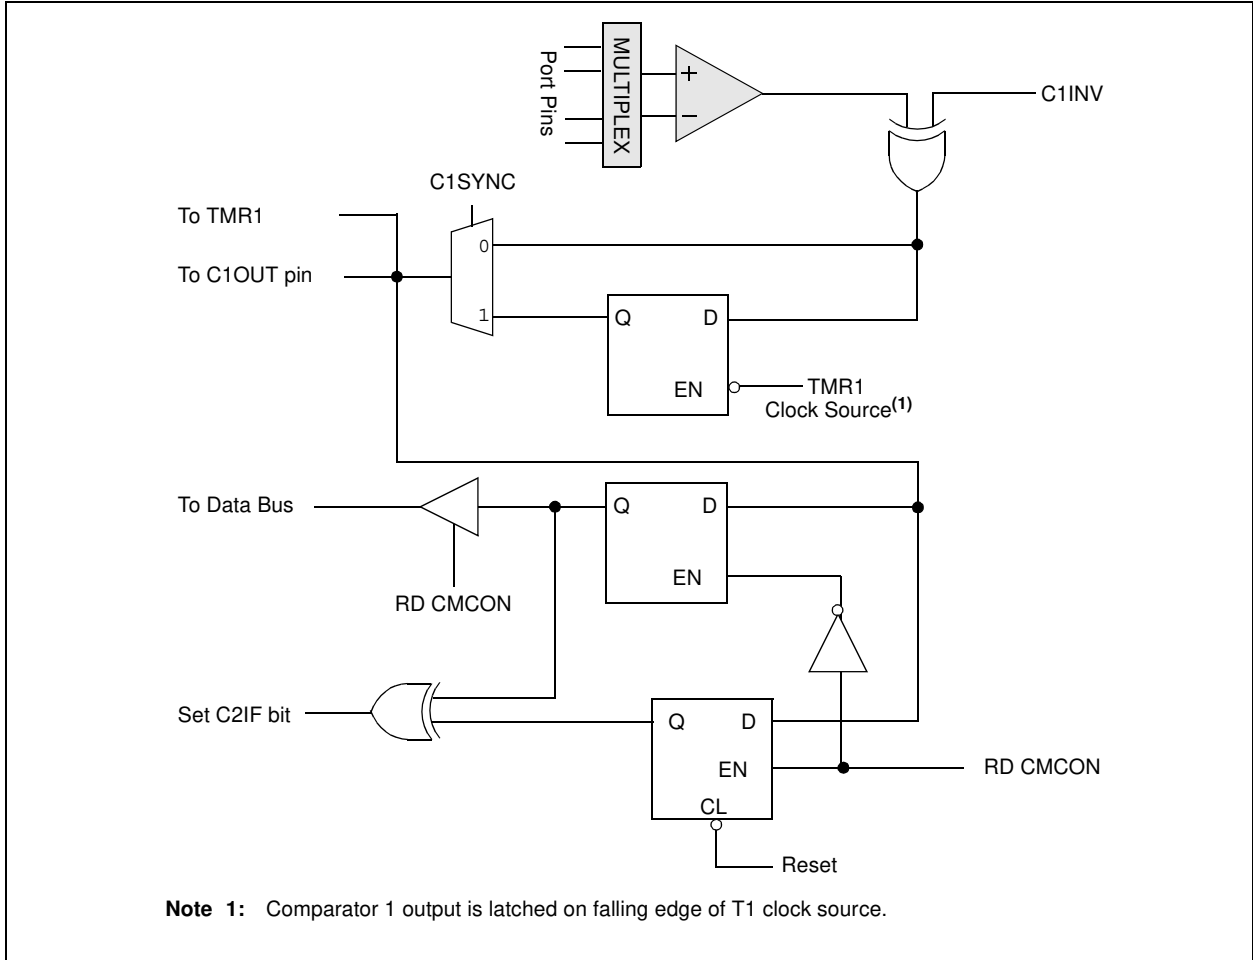 MULTIPLEX
Port Pins
+
−
C1INV
C1SYNC
To TMR1
0
To C1OUT pin
1
Q D
EN
TMR1
Clock Source(1)
To Data Bus
Q D
EN
RD CMCON
Set C2IF bit
Q D
EN
RD CMCON
CL
Reset
Note 1: Comparator 1 output is latched on falling edge of T1 clock source.